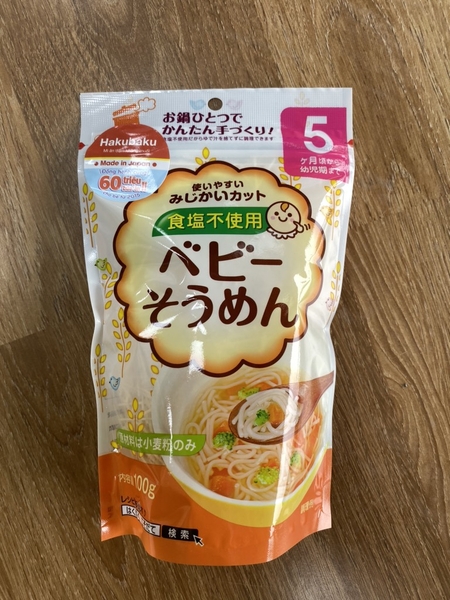 お鍋ひとつで
かんたん手づくり!
Hakubaku
Made in Japan
60 triệu
5
ヶ月頃から
幼児期まで
使いやすい
みじかいカット
食塩不使用
ベビー
そうめん
材料は小麦粉のみ
100g
検索